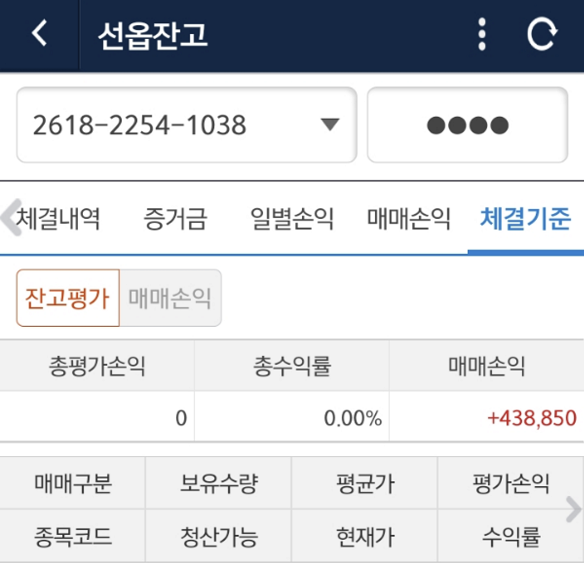 선옵잔고
2618-2254-1038 ●●●●
체결내역 증거금 일별손익 매매손익 체결기준
잔고평가 매매손익
총평가손익 총수익률 매매손익
0 0.00% +438,850
매매구분 보유수량 평균가 평가손익
종목코드 청산가능 현재가 수익률